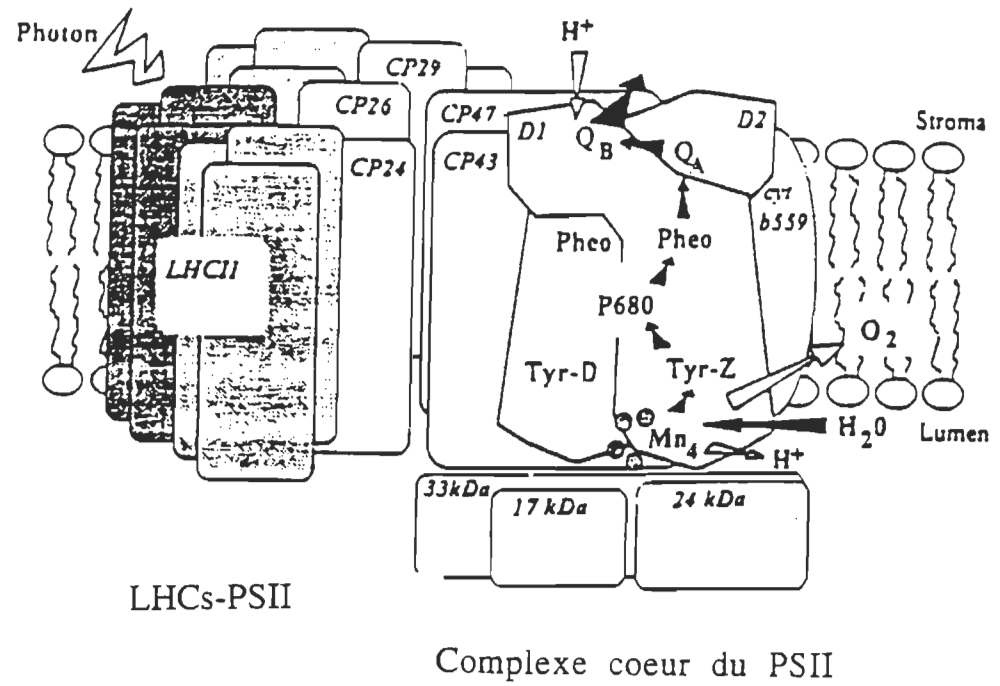 Photon
H+
CP29
CP26
CP47
D1
D2
Stroma
QB
QA
CP43
CP24
cyt
b559
Pheo
Pheo
LHCII
P680
O2
Tyr-D
Tyr-Z
Mn4
H20
Lumen
H+
33kDa
17 kDa
24 kDa
LHCs-PSII
Complexe coeur du PSII